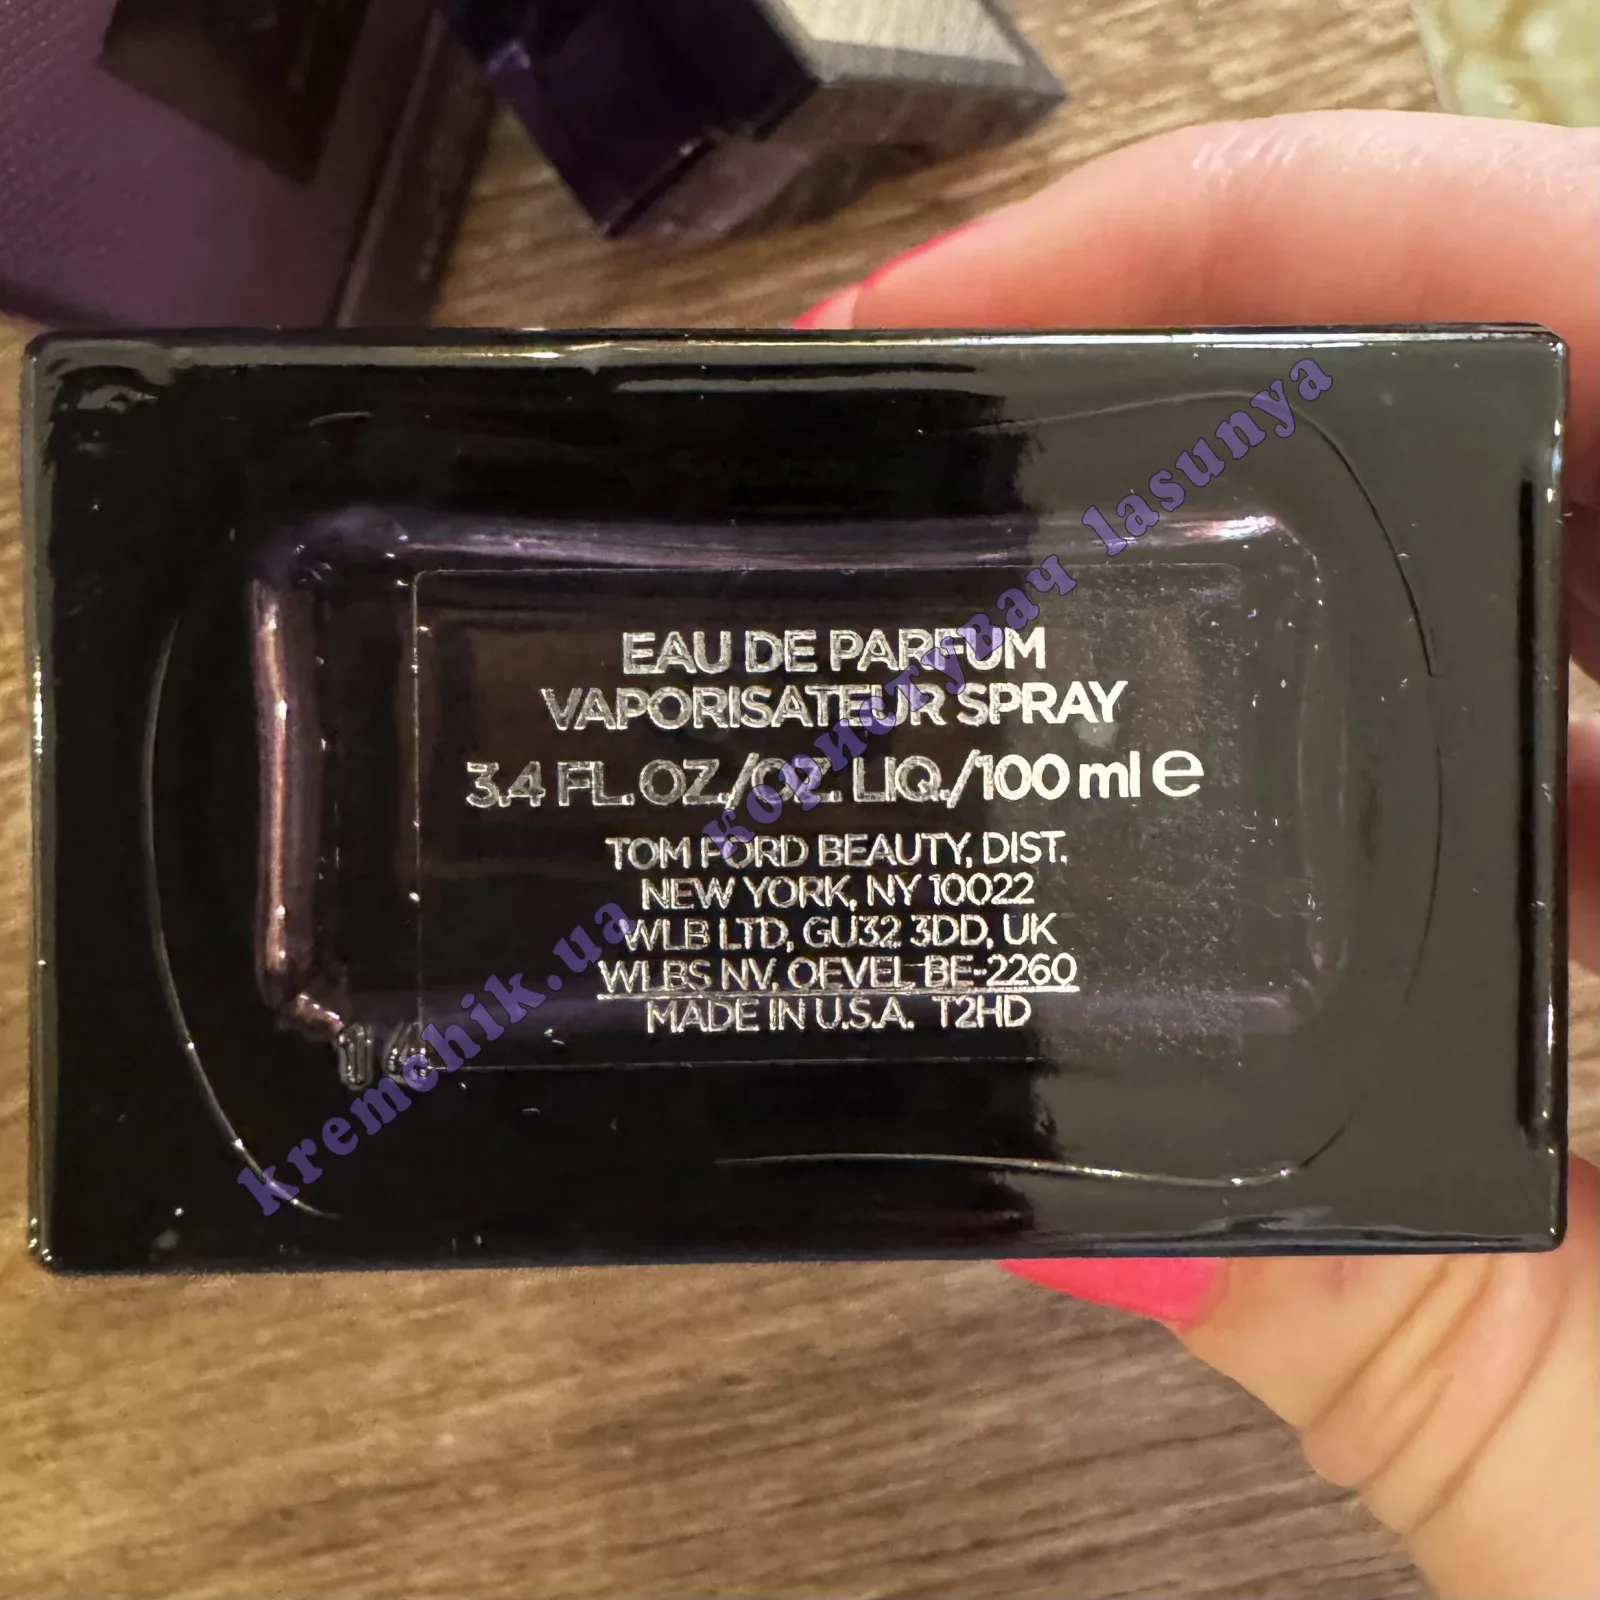 EAU DE PARFUM
VAPORISATEUR SPRAY
3.4 FL. OZ./OZ. LIQ./100 ml e
TOM FORD BEAUTY, DIST.
NEW YORK, NY 10022
WLB LTD, GU32 3DD, UK
WLBS NV, OEVEL BE-2260
MADE IN U.S.A. T2HD
kremchik.ua користувач lasunya